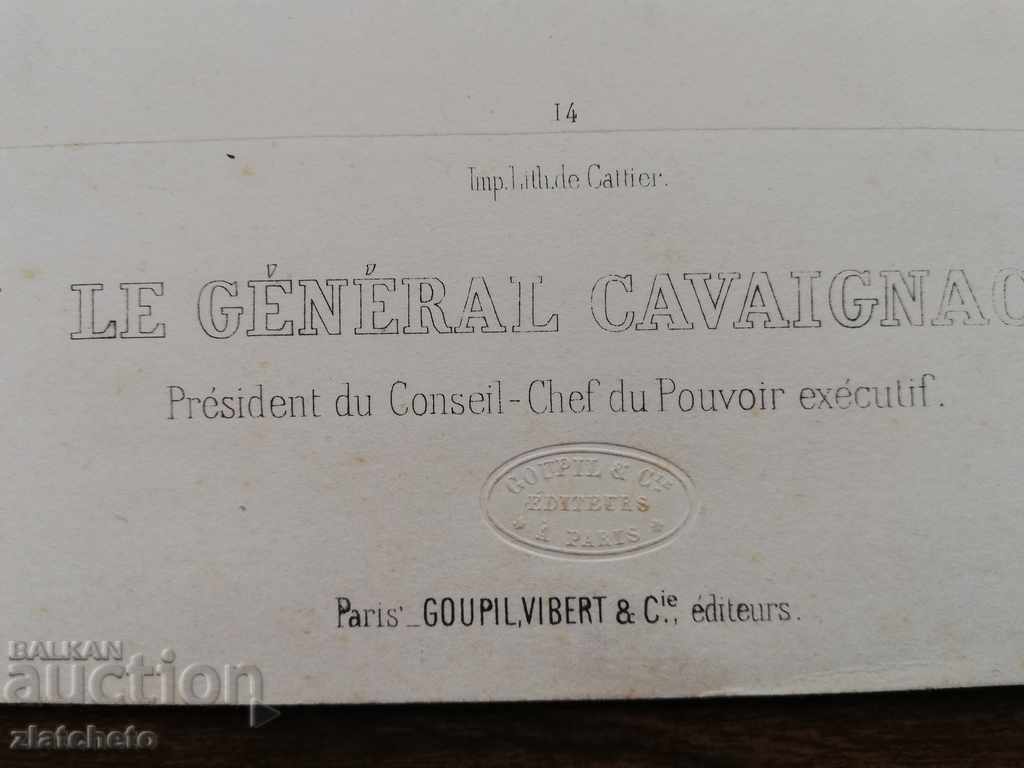 14
Imp. Lith. de Cattier.
LE GÉNÉRAL CAVAIGNAC
Président du Conseil - Chef du Pouvoir exécutif.
GOUPIL & Cie
ÉDITEURS
* A PARIS *
Paris _ GOUPIL, VIBERT & Cie., éditeurs.
BALKAN
auction
zlatcheto